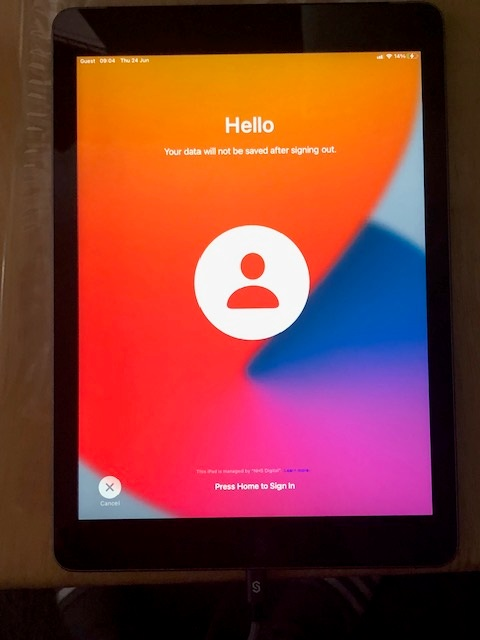 Guest 09:04 Thu 24 Jun 14%
Hello
Your data will not be saved after signing out.
This iPad is managed by "NHS Digital". Learn more...
Press Home to Sign In
Cancel